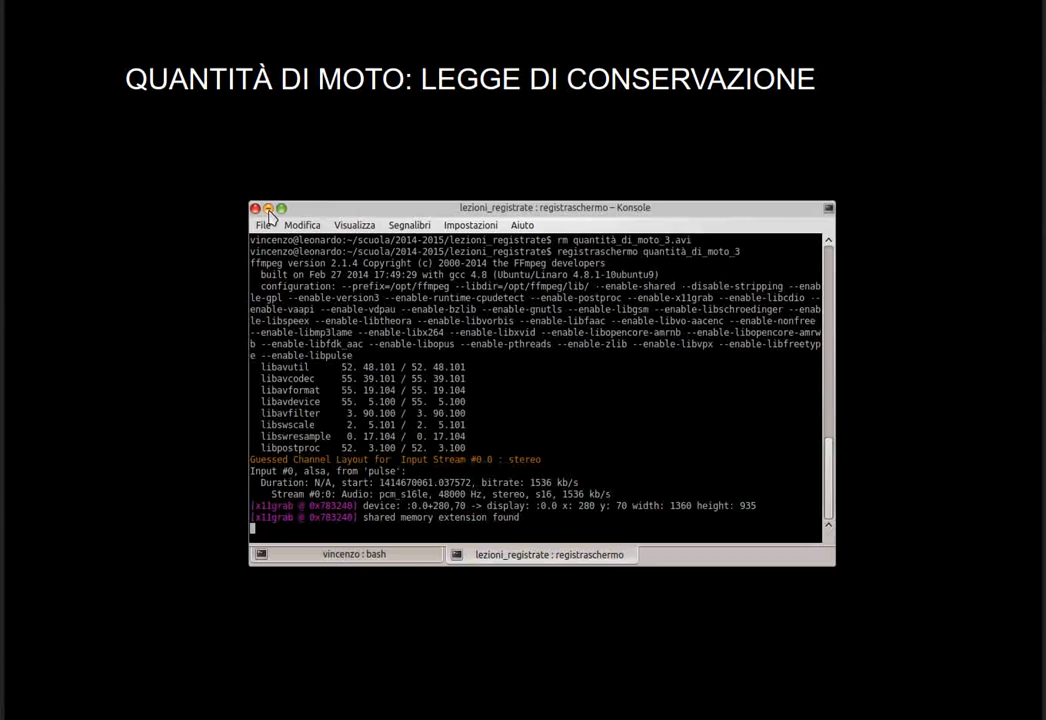 QUANTITÀ DI MOTO: LEGGE DI CONSERVAZIONE
lezioni_registrate : registraschermo – Konsole
File Modifica Visualizza Segnalibri Impostazioni Aiuto
vincenzo@leonardo:~/scuola/2014-2015/lezioni_registrate$ rm quantità_di_moto_3.avi
vincenzo@leonardo:~/scuola/2014-2015/lezioni_registrate$ registraschermo quantità_di_moto_3
ffmpeg version 2.1.4 Copyright (c) 2000-2014 the FFmpeg developers
built on Feb 27 2014 17:49:29 with gcc 4.8 (Ubuntu/Linaro 4.8.1-10ubuntu9)
configuration: --prefix=/opt/ffmpeg --libdir=/opt/ffmpeg/lib/ --enable-shared --disable-stripping --enab
le-gpl --enable-version3 --enable-runtime-cpudetect --enable-postproc --enable-x11grab --enable-libcdio --
enable-vaapi --enable-vdpau --enable-bzlib --enable-gnutls --enable-libgsm --enable-libschroedinger --enab
le-libspeex --enable-libtheora --enable-libvorbis --enable-libfaac --enable-libvo-aacenc --enable-nonfree
--enable-libmp3lame --enable-libx264 --enable-libxvid --enable-libopencore-amrnb --enable-libopencore-amrw
b --enable-libfdk_aac --enable-libopus --enable-pthreads --enable-zlib --enable-libvpx --enable-libfreetyp
e --enable-libpulse
libavutil 52. 48.101 / 52. 48.101
libavcodec 55. 39.101 / 55. 39.101
libavformat 55. 19.104 / 55. 19.104
libavdevice 55. 5.100 / 55. 5.100
libavfilter 3. 90.100 / 3. 90.100
libswscale 2. 5.101 / 2. 5.101
libswresample 0. 17.104 / 0. 17.104
libpostproc 52. 3.100 / 52. 3.100
Guessed Channel Layout for Input Stream #0.0 : stereo
Input #0, alsa, from 'pulse':
Duration: N/A, start: 1414670061.037572, bitrate: 1536 kb/s
Stream #0:0: Audio: pcm_s16le, 48000 Hz, stereo, s16, 1536 kb/s
[x11grab @ 0x783240] device: :0.0+280,70 -> display: :0.0 x: 280 y: 70 width: 1360 height: 935
[x11grab @ 0x783240] shared memory extension found
vincenzo : bash
lezioni_registrate : registraschermo